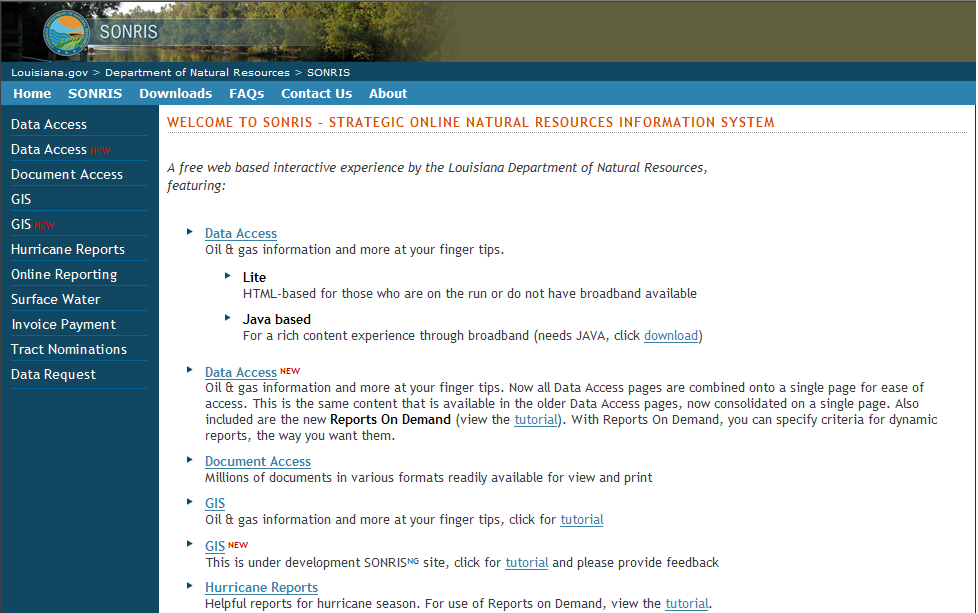 SONRIS
Louisiana.gov > Department of Natural Resources > SONRIS
Home SONRIS Downloads FAQs Contact Us About
Data Access
Data Access NEW
Document Access
GIS
GIS NEW
Hurricane Reports
Online Reporting
Surface Water
Invoice Payment
Tract Nominations
Data Request
WELCOME TO SONRIS - STRATEGIC ONLINE NATURAL RESOURCES INFORMATION SYSTEM
A free web based interactive experience by the Louisiana Department of Natural Resources,
featuring:
Data Access
Oil & gas information and more at your finger tips.
Lite
HTML-based for those who are on the run or do not have broadband available
Java based
For a rich content experience through broadband (needs JAVA, click download)
Data Access NEW
Oil & gas information and more at your finger tips. Now all Data Access pages are combined onto a single page for ease of
access. This is the same content that is available in the older Data Access pages, now consolidated on a single page. Also
included are the new Reports On Demand (view the tutorial). With Reports On Demand, you can specify criteria for dynamic
reports, the way you want them.
Document Access
Millions of documents in various formats readily available for view and print
GIS
Oil & gas information and more at your finger tips, click for tutorial
GIS NEW
This is under development SONRISNG site, click for tutorial and please provide feedback
Hurricane Reports
Helpful reports for hurricane season. For use of Reports on Demand, view the tutorial.